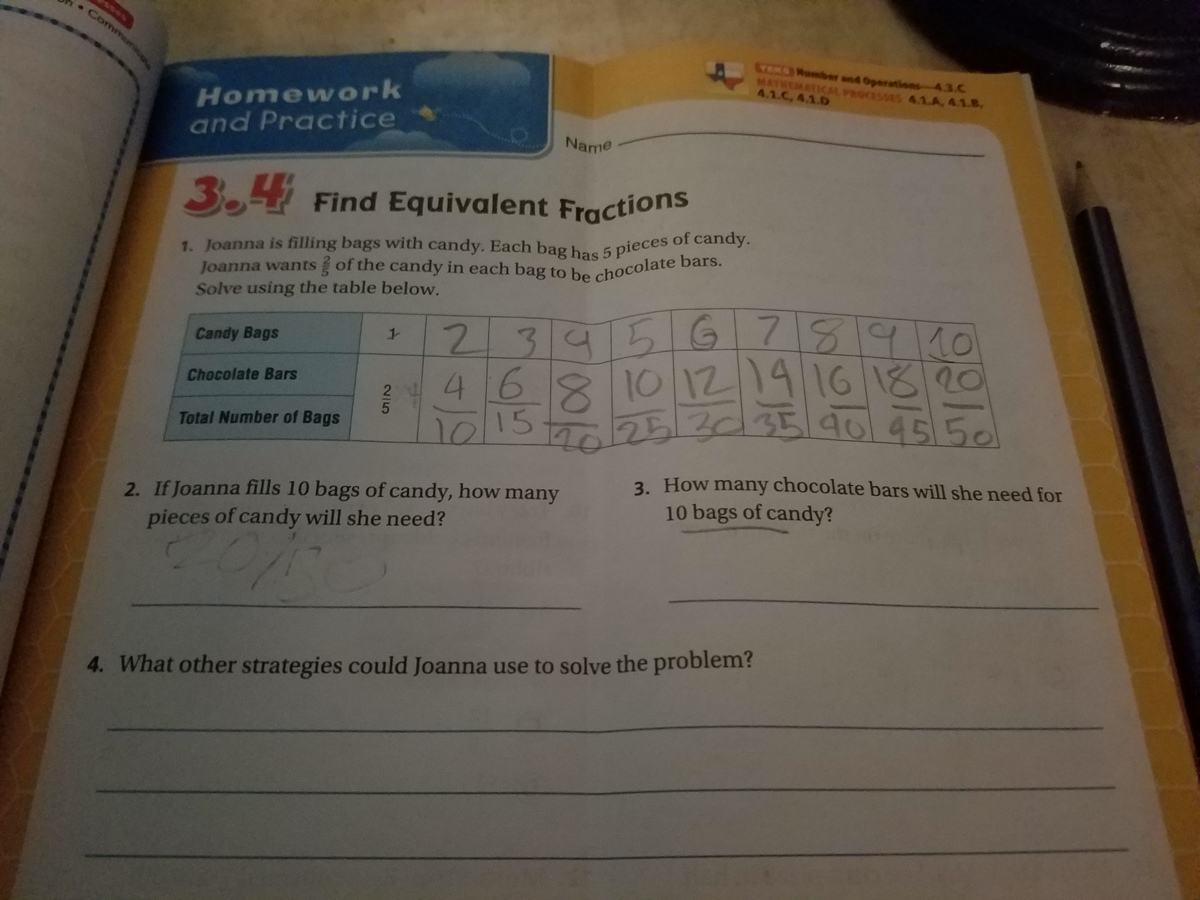 Homework
and Practice
TEKS Number and Operations—4.3.C
MATHEMATICAL PROCESSES 4.1.A, 4.1.B,
4.1.C, 4.1.D
Name
3.4 Find Equivalent Fractions
1. Joanna is filling bags with candy. Each bag has 5 pieces of candy.
Joanna wants 2/5 of the candy in each bag to be chocolate bars.
Solve using the table below.
Candy Bags 1 2 3 4 5 6 7 8 9 10
Chocolate Bars 2 4 6 8 10 12 14 16 18 20
Total Number of Bags 5 10 15 20 25 30 35 40 45 50
2. If Joanna fills 10 bags of candy, how many
pieces of candy will she need?
20/50
3. How many chocolate bars will she need for
10 bags of candy?
4. What other strategies could Joanna use to solve the problem?